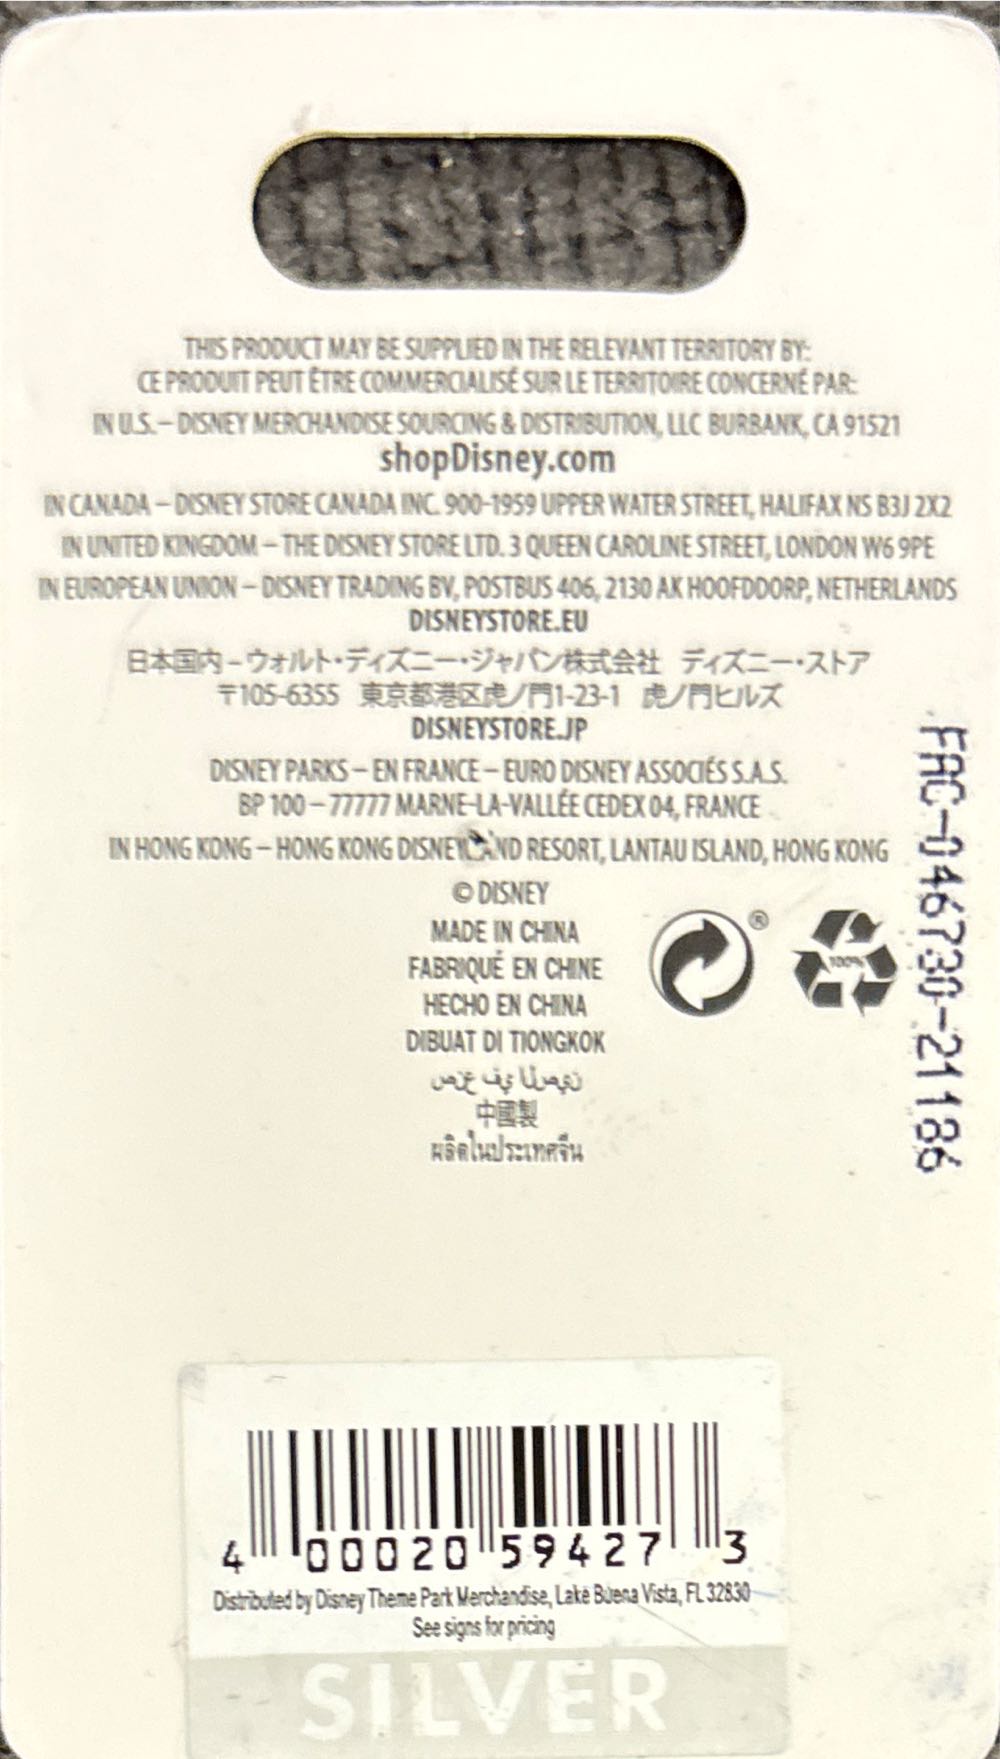 THIS PRODUCT MAY BE SUPPLIED IN THE RELEVANT TERRITORY BY:
CE PRODUIT PEUT ÊTRE COMMERCIALISÉ SUR LE TERRITOIRE CONCERNÉ PAR:
IN U.S. – DISNEY MERCHANDISE SOURCING & DISTRIBUTION, LLC BURBANK, CA 91521
shopDisney.com
IN CANADA – DISNEY STORE CANADA INC. 900-1959 UPPER WATER STREET, HALIFAX NS B3J 2X2
IN UNITED KINGDOM – THE DISNEY STORE LTD. 3 QUEEN CAROLINE STREET, LONDON W6 9PE
IN EUROPEAN UNION – DISNEY TRADING BV, POSTBUS 406, 2130 AK HOOFDDORP, NETHERLANDS
DISNEYSTORE.EU
日本国内 – ウォルト・ディズニー・ジャパン株式会社 ディズニー・ストア
〒105-6355 東京都港区虎ノ門1-23-1 虎ノ門ヒルズ
DISNEYSTORE.JP
DISNEY PARKS – EN FRANCE – EURO DISNEY ASSOCIÉS S.A.S.
BP 100 – 77777 MARNE-LA-VALLÉE CEDEX 04, FRANCE
IN HONG KONG – HONG KONG DISNEYLAND RESORT, LANTAU ISLAND, HONG KONG
© DISNEY
MADE IN CHINA
FABRIQUÉ EN CHINE
HECHO EN CHINA
DIBUAT DI TIONGKOK
中國製
ผลิตในประเทศจีน
®
100%
FAC-046730-21186
4 00020 59427 3
Distributed by Disney Theme Park Merchandise, Lake Buena Vista, FL 32830
See signs for pricing
SILVER